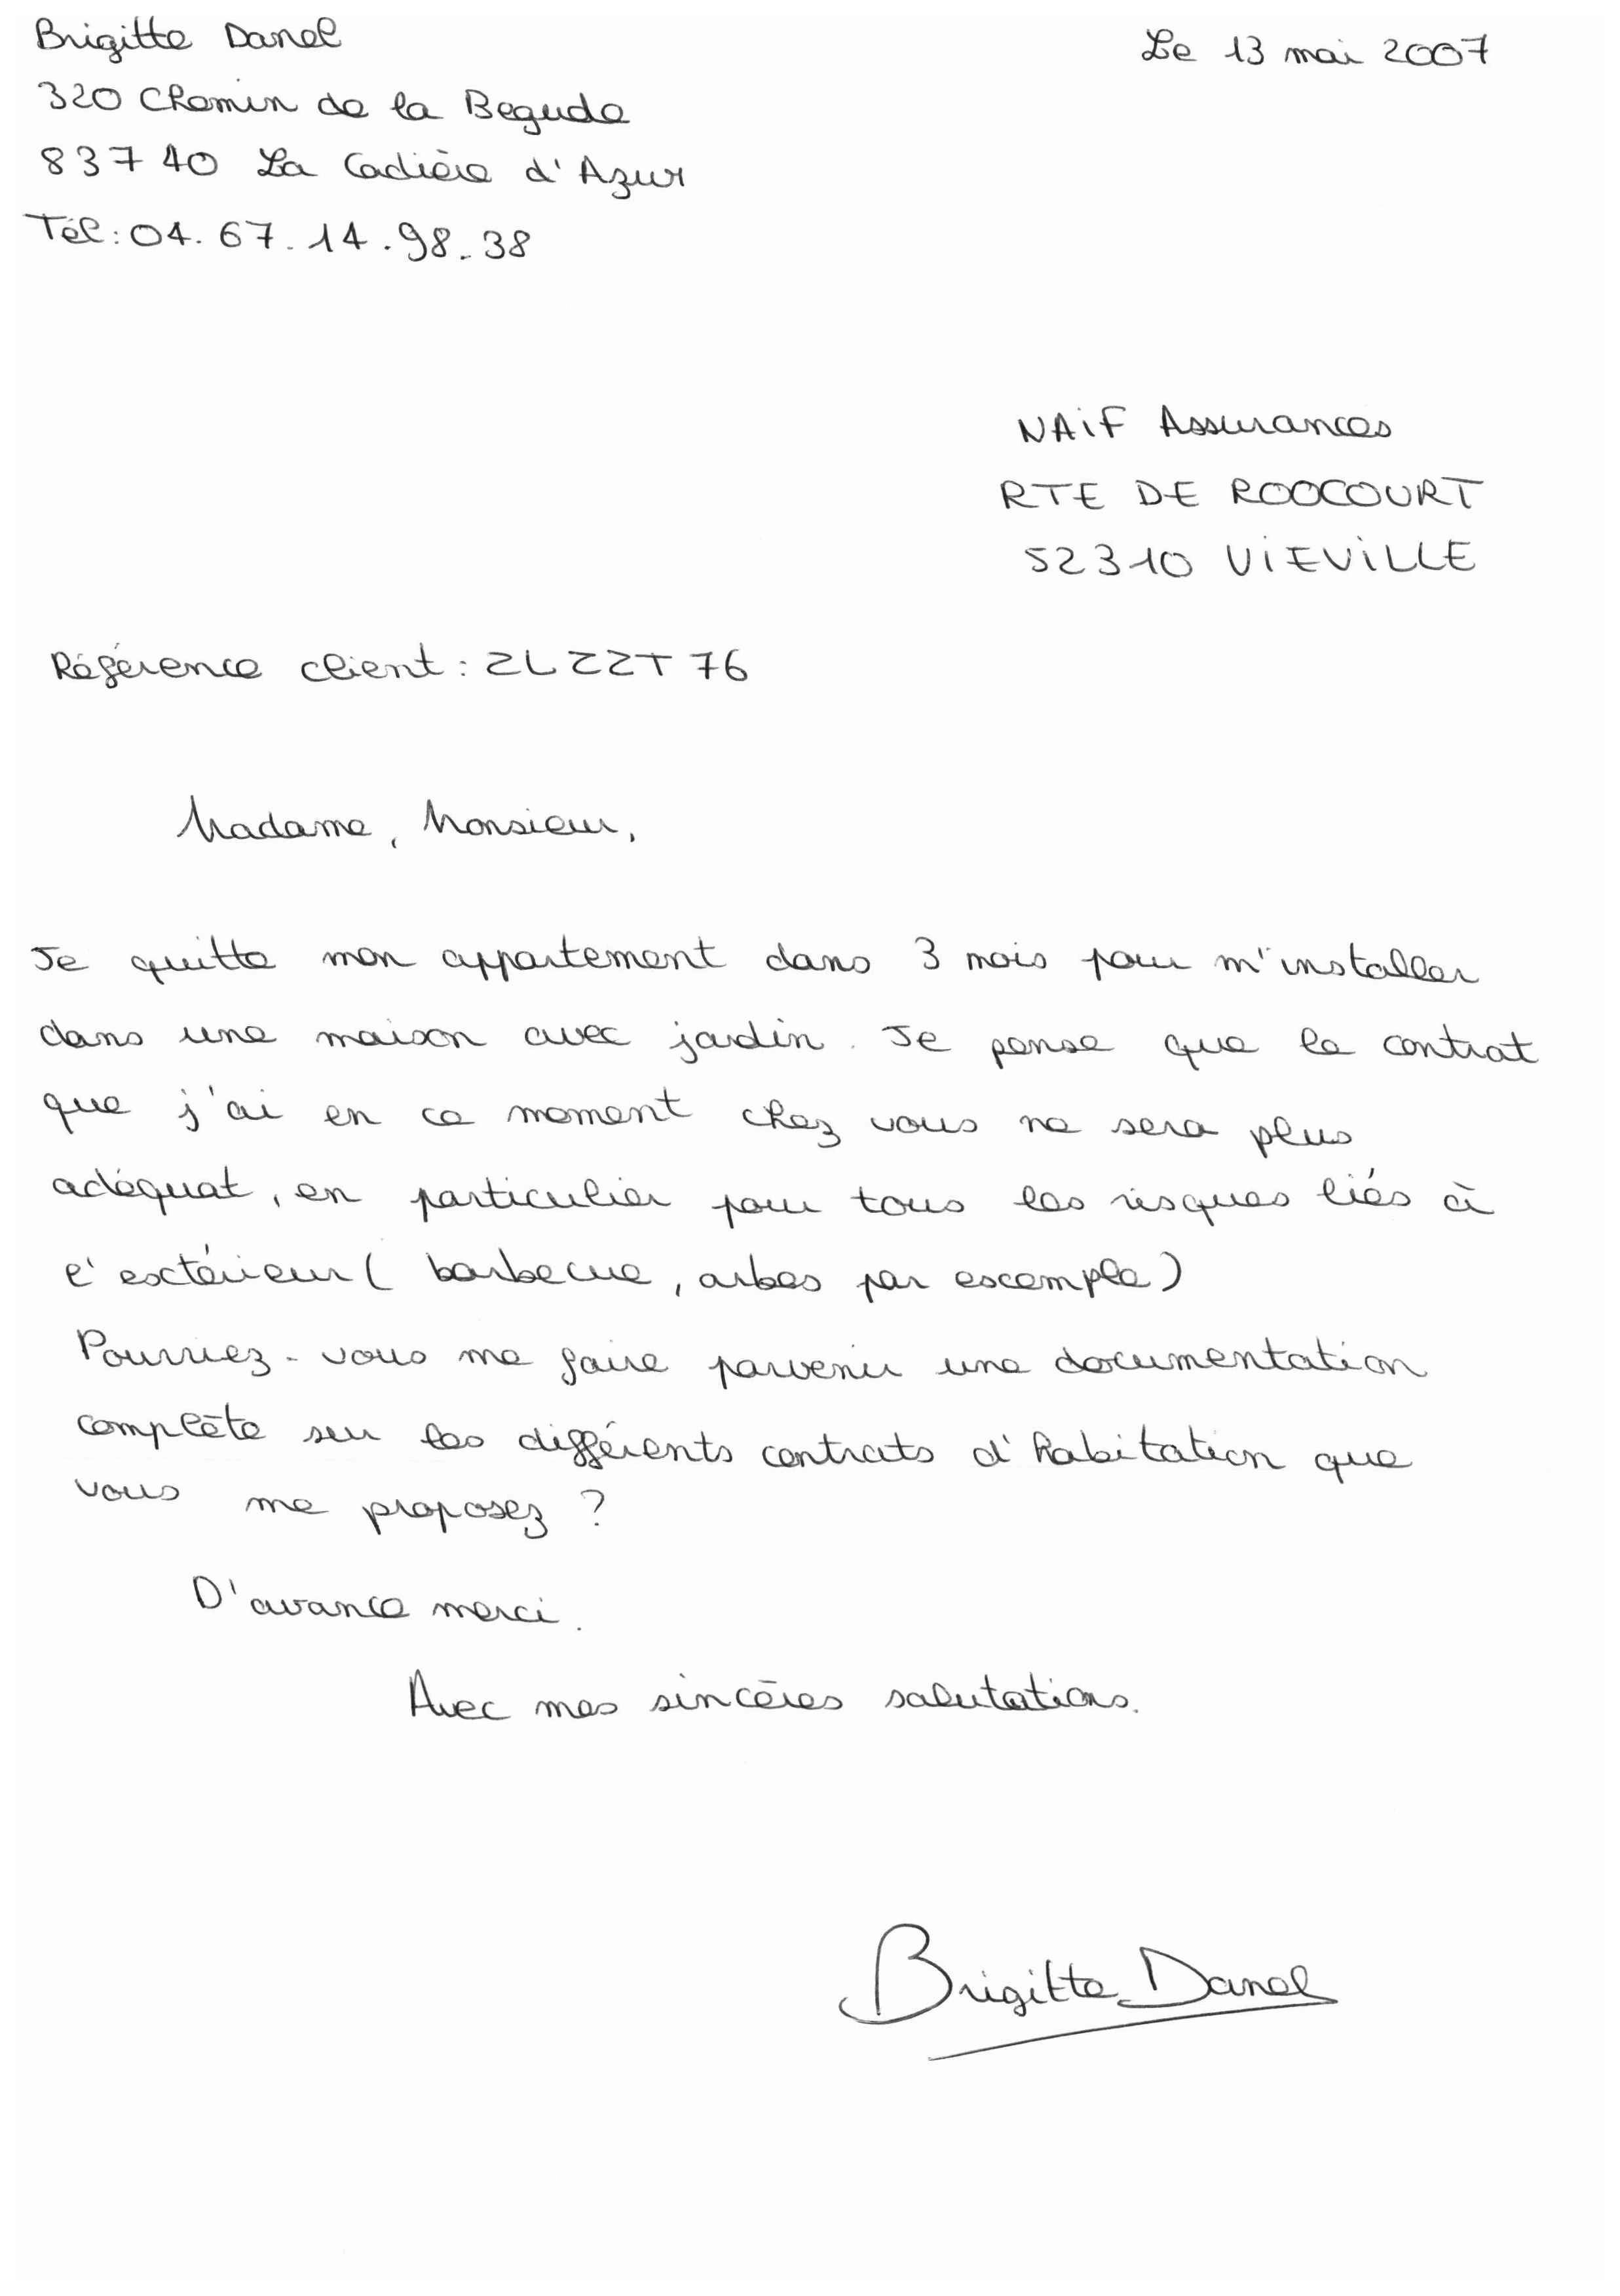 Brigitte Danel
Le 13 mai 2007
320 Chemin de la Begude
83740 La Cadière d'Azur
Tél : 04.67.14.98.38
NAiF Assurances
RTE DE ROOCOURT
52310 ViEViLLE
Référence client : ZLZZT76
Madame, Monsieur,
Je quitte mon appartement dans 3 mois pour m'installer
dans une maison avec jardin. Je pense que le contrat
que j'ai en ce moment chez vous ne sera plus
adéquat, en particulier pour tous les risques liés à
l'extérieur ( barbecue, arbes par exemple)
Pourriez-vous me faire parvenir une documentation
complète sur les différents contrats d'habitation que
vous me proposez ?
D'avance merci.
Avec mes sincères salutations.
Brigitte Danel